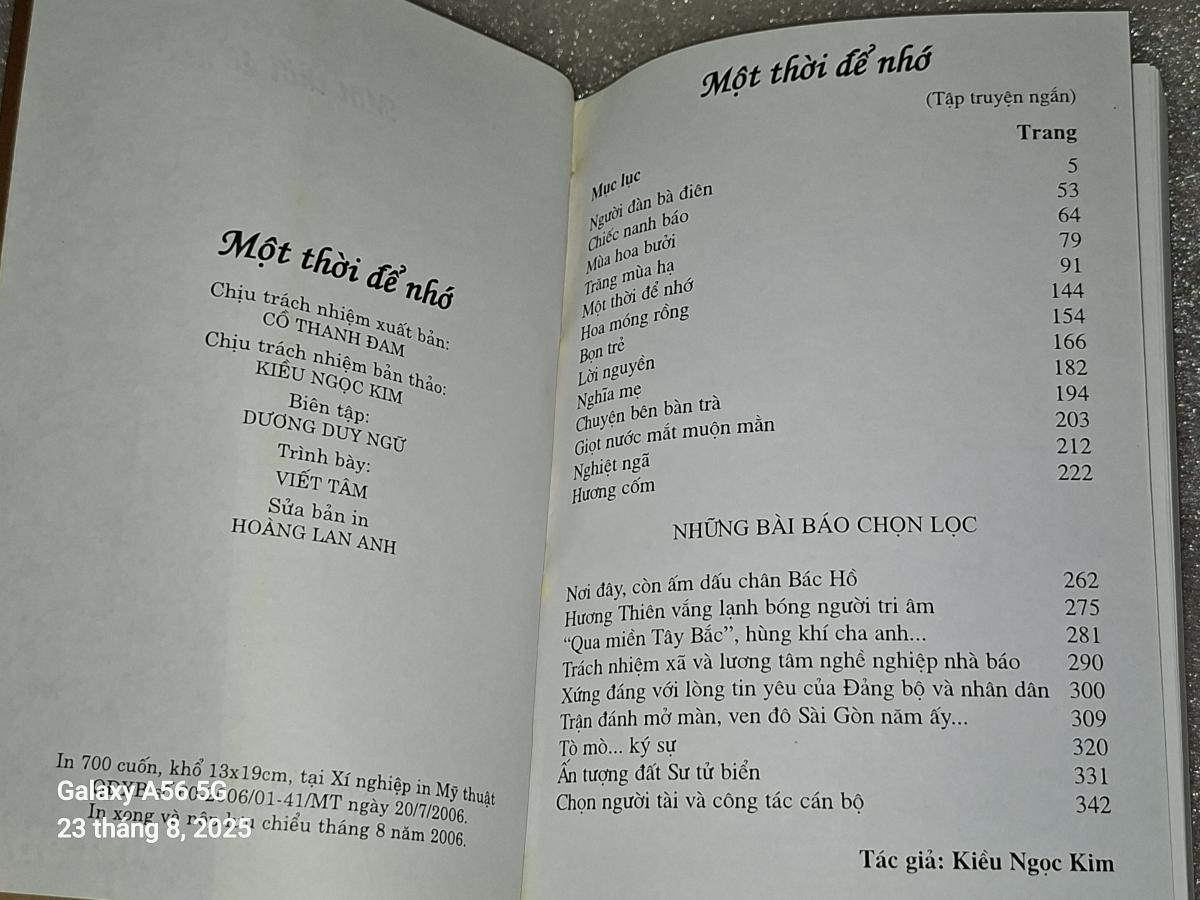 Một thời để nhớ
Chịu trách nhiệm xuất bản:
CỒ THANH ĐAM
Chịu trách nhiệm bản thảo:
KIỀU NGỌC KIM
Biên tập:
DƯƠNG DUY NGỮ
Trình bày:
VIẾT TÂM
Sửa bản in
HOÀNG LAN ANH
In 700 cuốn, khổ 13x19cm, tại Xí nghiệp in Mỹ thuật
2006/01-41/MT ngày 20/7/2006.
In xong và chiểu tháng 8 năm 2006.
Galaxy A56 5G
23 tháng 8, 2025
Một thời để nhớ
(Tập truyện ngắn)
Trang
Mục lục 5
Người đàn bà điên 53
Chiếc nanh báo 64
Mùa hoa bưởi 79
Trăng mùa hạ 91
Một thời để nhớ 144
Hoa móng rồng 154
Bọn trẻ 166
Lời nguyền 182
Nghĩa mẹ 194
Chuyện bên bàn trà 203
Giọt nước mắt muộn mằn 212
Nghiệt ngã 222
Hương cốm
NHỮNG BÀI BÁO CHỌN LỌC
Nơi đây, còn ấm dấu chân Bác Hồ 262
Hương Thiên vắng lạnh bóng người tri âm 275
“Qua miền Tây Bắc”, hùng khí cha anh... 281
Trách nhiệm xã và lương tâm nghề nghiệp nhà báo 290
Xứng đáng với lòng tin yêu của Đảng bộ và nhân dân 300
Trận đánh mở màn, ven đô Sài Gòn năm ấy... 309
Tò mò... ký sự 320
Ấn tượng đất Sư tử biển 331
Chọn người tài và công tác cán bộ 342
Tác giả: Kiều Ngọc Kim